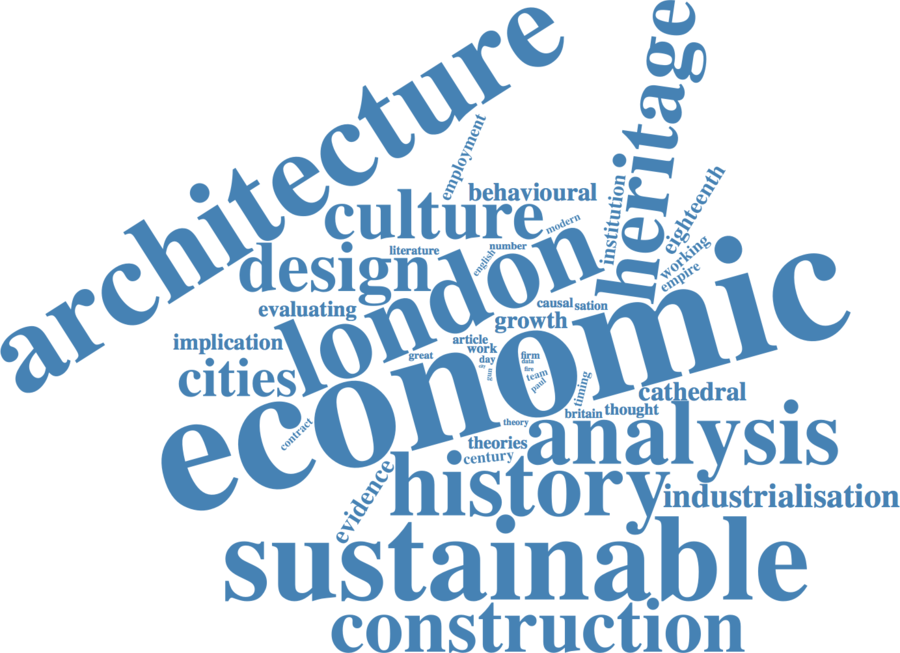 architecture
heritage
employment
behavioural
institution
eighteenth
culture
modern
working
literature
number
english
empire
design
london
evaluating
causal
sation
growth
implication
article
work
great
day
firm
data
fire
team
paul
gun
timing
cities
economic
cathedral
britain
thought
contract
theory
analysis
theories
century
evidence
history
industrialisation
sustainable
construction